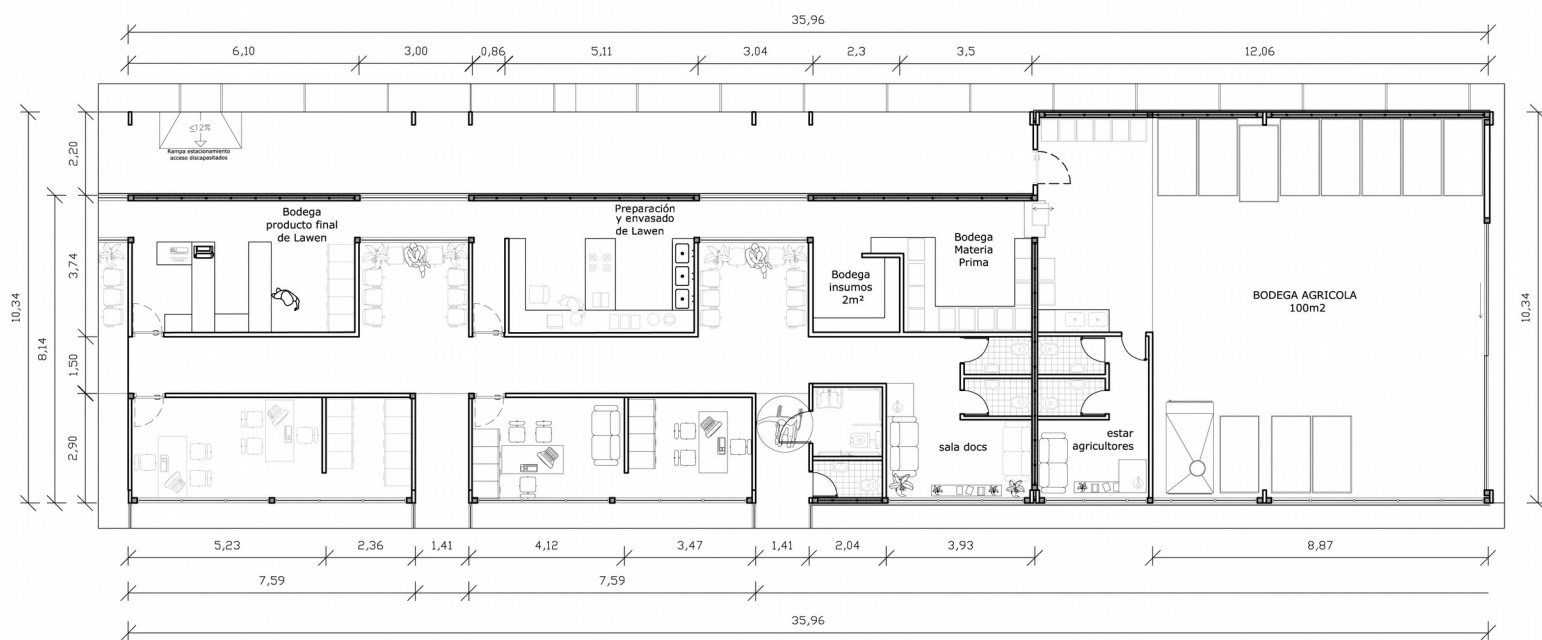 35,96
6,10
3,00
0,86
5,11
3,04
2,3
3,5
12,06
≤12%
Rampa estacionamiento
acceso discapasitados
2,20
Bodega
producto final
de Lawen
Preparación
y envasado
de Lawen
Bodega
Materia
Prima
Bodega
insumos
2m²
BODEGA AGRICOLA
100m2
3,74
10,34
8,14
1,50
2,90
10,34
sala docs
estar
agricultores
5,23
2,36
1,41
4,12
3,47
1,41
2,04
3,93
8,87
7,59
7,59
35,96